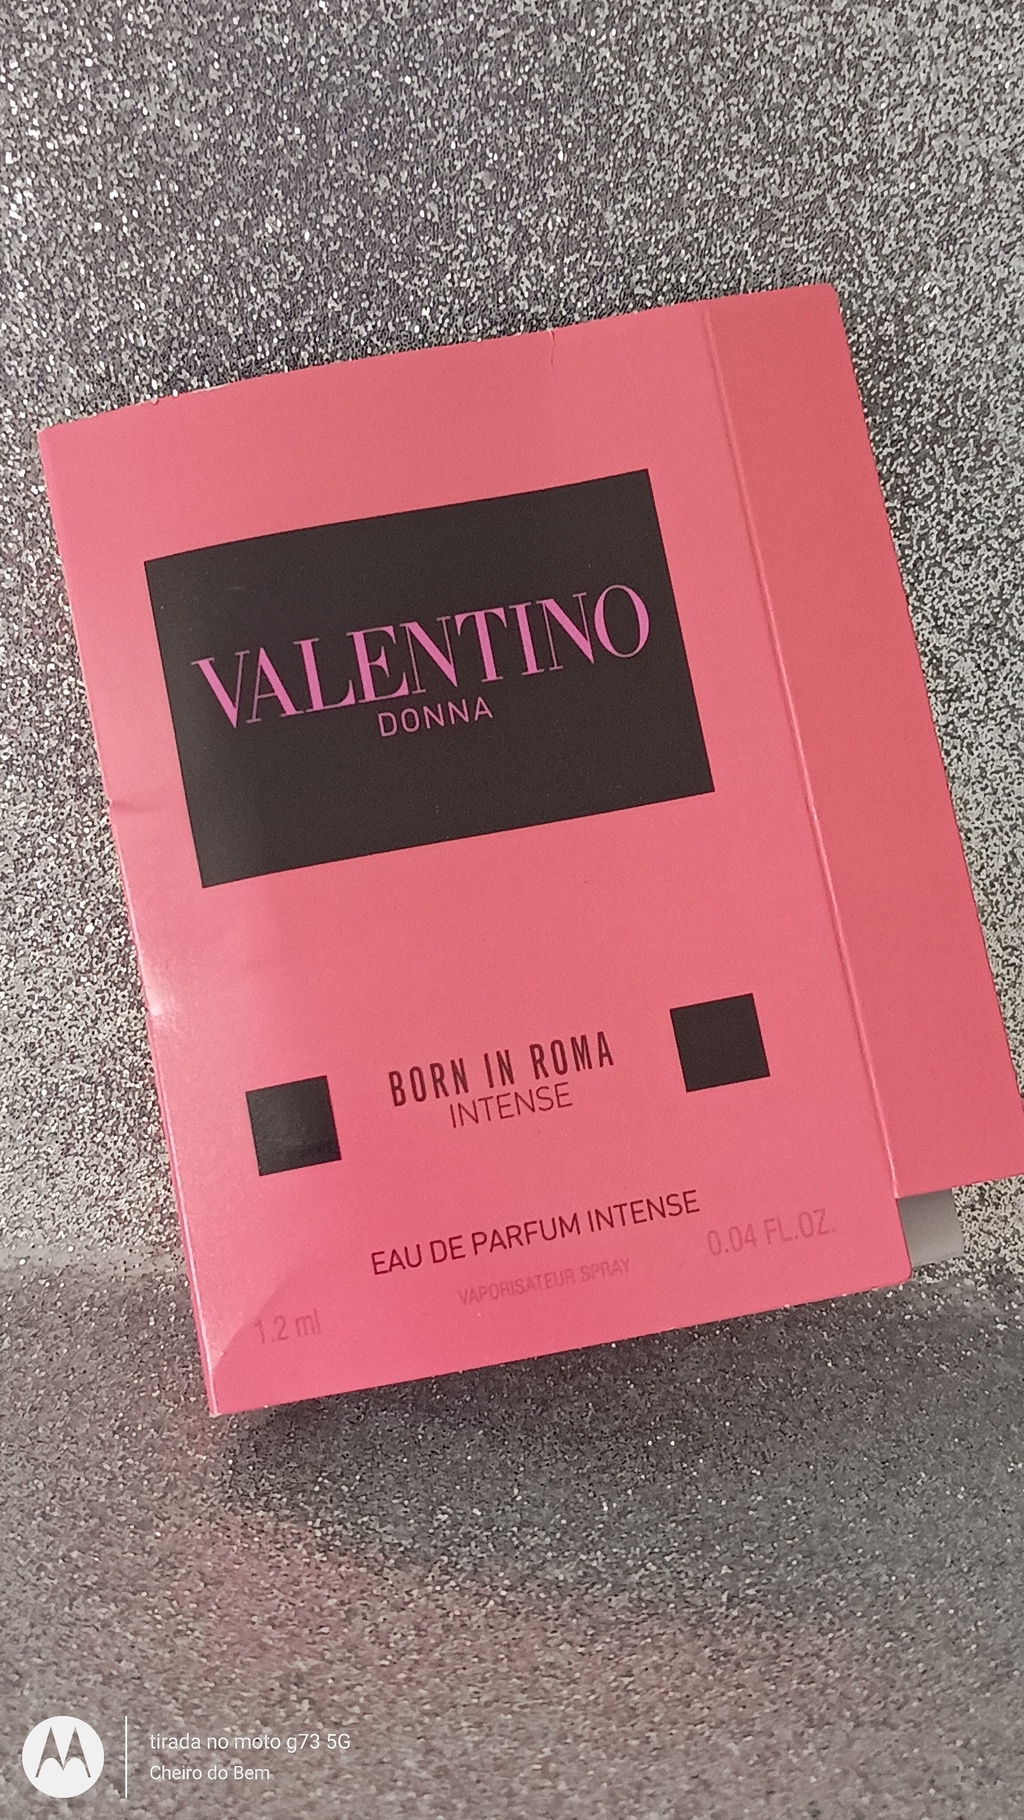 VALENTINO
DONNA
BORN IN ROMA
INTENSE
EAU DE PARFUM INTENSE
VAPORISATEUR SPRAY
1.2 ml
0.04 FL.OZ.
tirada no moto g73 5G
Cheiro do Bem